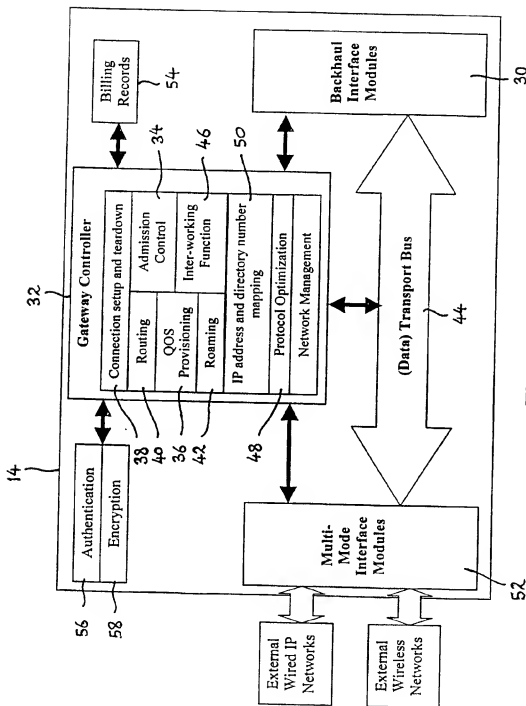 14
32
Authentication
Encryption
56
58
Gateway Controller
Connection setup and teardown
Routing
Admission
Control
QOS
Provisioning
Inter-working
Function
Roaming
IP address and directory number
mapping
Protocol Optimization
Network Management
38
40
36
42
48
34
46
50
Billing
Records
54
Multi-
Mode
Interface
Modules
52
(Data) Transport Bus
44
Backhaul
Interface
Modules
30
External
Wired IP
Networks
External
Wireless
Networks